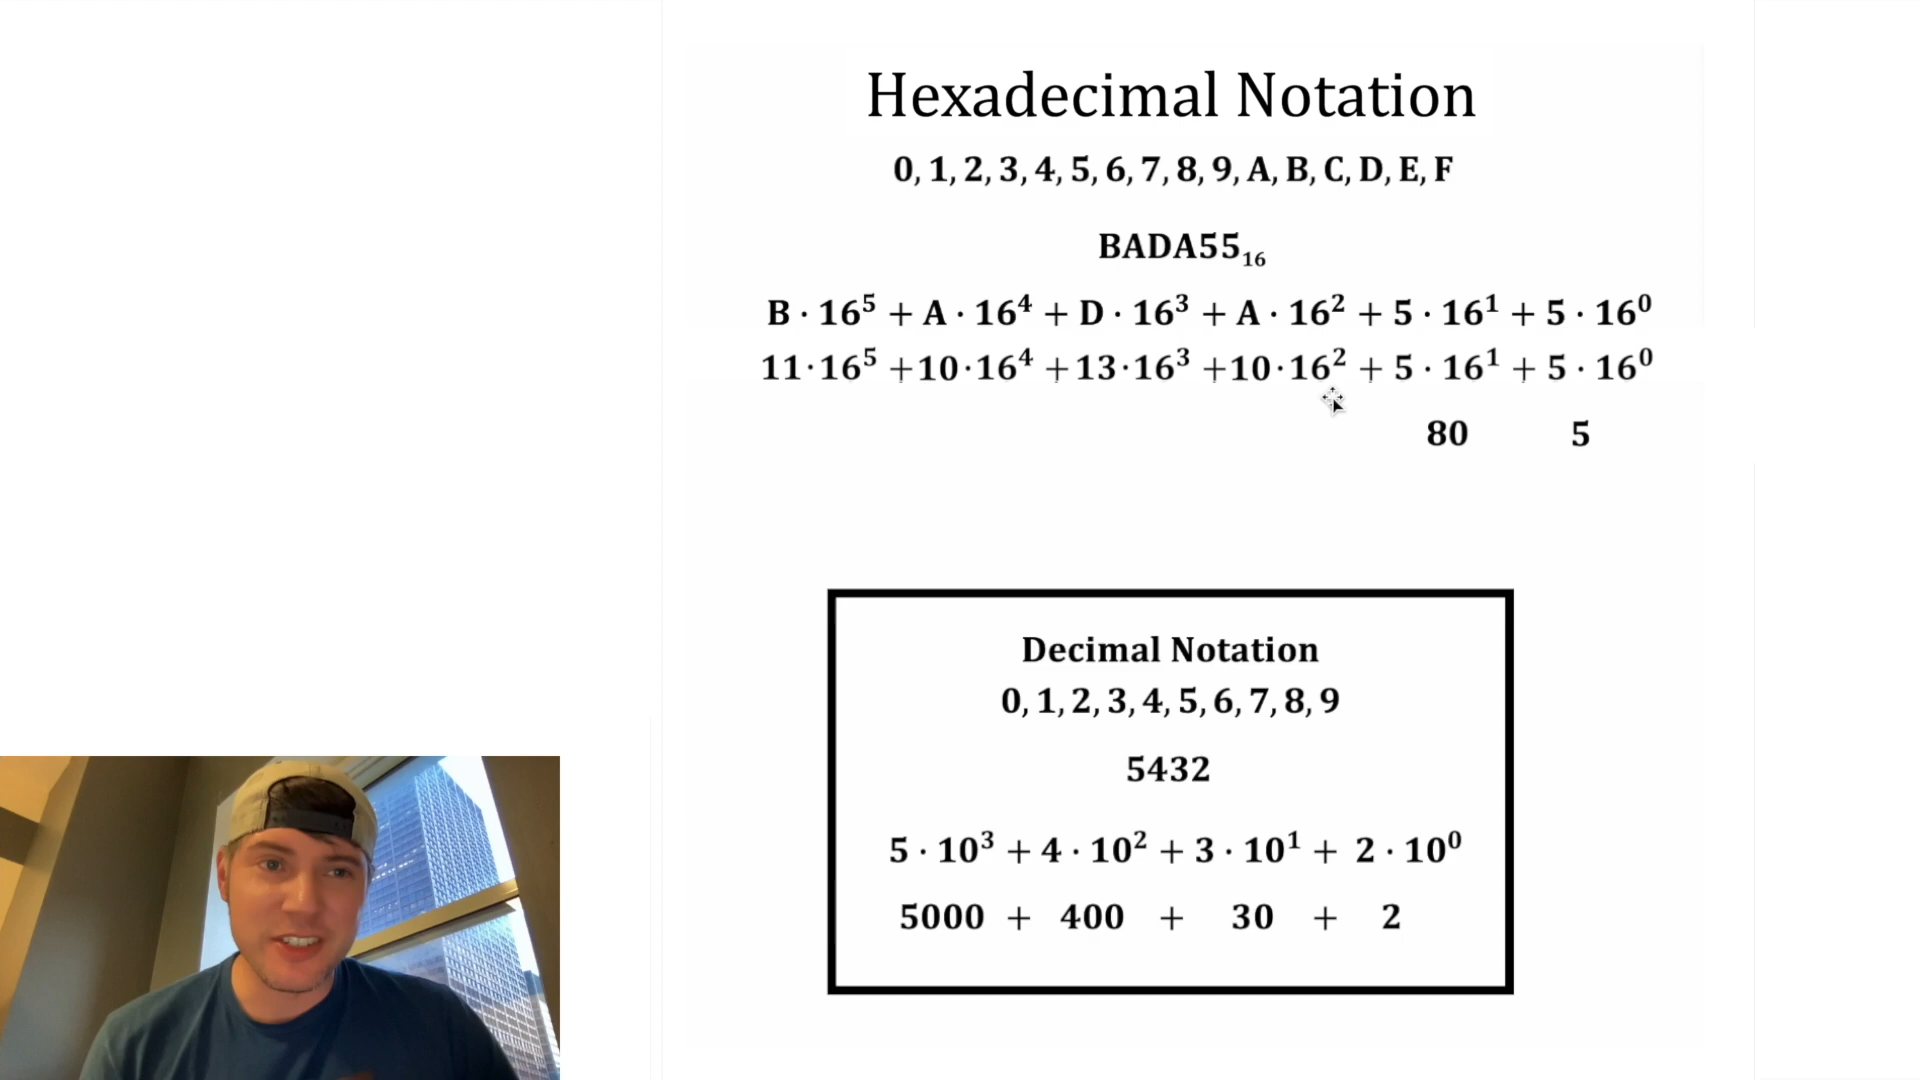 Hexadecimal Notation
0, 1, 2, 3, 4, 5, 6, 7, 8, 9, A, B, C, D, E, F
BADA55₁₆
B · 16⁵ + A · 16⁴ + D · 16³ + A · 16² + 5 · 16¹ + 5 · 16⁰
11·16⁵ +10·16⁴ +13·16³ +10·16² + 5 · 16¹ + 5 · 16⁰
80 5
Decimal Notation
0, 1, 2, 3, 4, 5, 6, 7, 8, 9
5432
5 · 10³ + 4 · 10² + 3 · 10¹ + 2 · 10⁰
5000 + 400 + 30 + 2